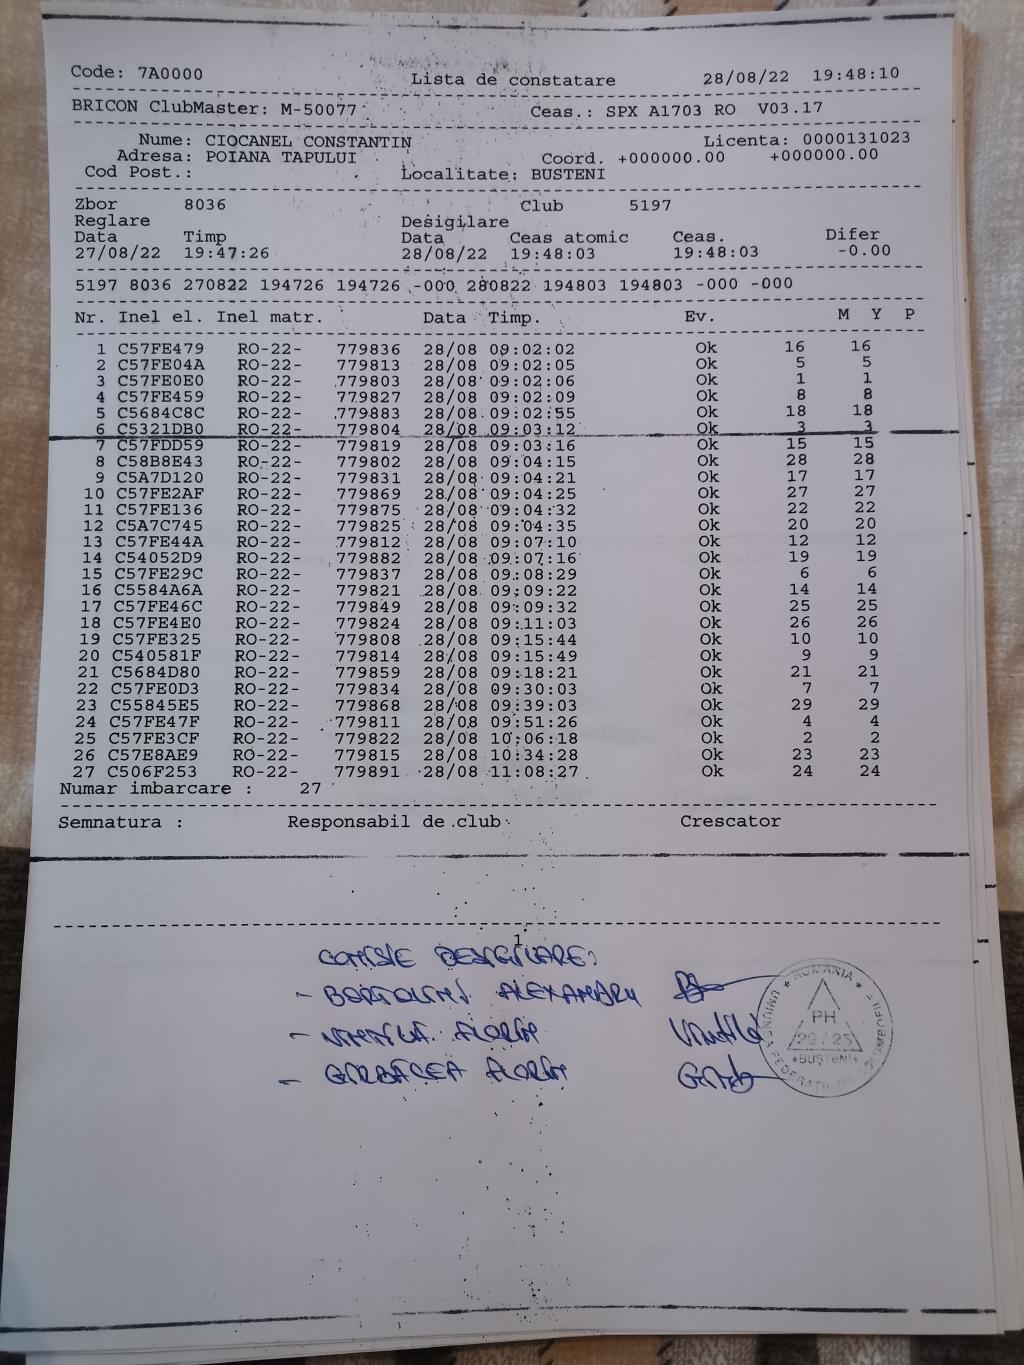 Code: 7A0000 Lista de constatare 28/08/22 19:48:10
BRICON ClubMaster: M-50077 Ceas.: SPX A1703 RO V03.17
Nume: CIOCANEL CONSTANTIN Licenta: 0000131023
Adresa: POIANA TAPULUI Coord. +000000.00 +000000.00
Cod Post.: Localitate: BUSTENI
Zbor 8036 Club 5197
Reglare Desigilare
Data Timp Data Ceas atomic Ceas. Difer
27/08/22 19:47:26 28/08/22 19:48:03 19:48:03 -0.00
5197 8036 270822 194726 194726 -000 280822 194803 194803 -000 -000
Nr. Inel el. Inel matr. Data Timp. Ev. M Y P
1 C57FE479 RO-22- 779836 28/08 09:02:02 Ok 16 16
2 C57FE04A RO-22- 779813 28/08 09:02:05 Ok 5 5
3 C57FE0E0 RO-22- 779803 28/08 09:02:06 Ok 1 1
4 C57FE459 RO-22- 779827 28/08 09:02:09 Ok 8 8
5 C5684C8C RO-22- 779883 28/08 09:02:55 Ok 18 18
6 C5321DB0 RO-22- 779804 28/08 09:03:12 Ok 3 3
7 C57FDD59 RO-22- 779819 28/08 09:03:16 Ok 15 15
8 C58B8E43 RO-22- 779802 28/08 09:04:15 Ok 28 28
9 C5A7D120 RO-22- 779831 28/08 09:04:21 Ok 17 17
10 C57FE2AF RO-22- 779869 28/08 09:04:25 Ok 27 27
11 C57FE136 RO-22- 779875 28/08 09:04:32 Ok 22 22
12 C5A7C745 RO-22- 779825 28/08 09:04:35 Ok 20 20
13 C57FE44A RO-22- 779812 28/08 09:07:10 Ok 12 12
14 C54052D9 RO-22- 779882 28/08 09:07:16 Ok 19 19
15 C57FE29C RO-22- 779837 28/08 09:08:29 Ok 6 6
16 C5584A6A RO-22- 779821 28/08 09:09:22 Ok 14 14
17 C57FE46C RO-22- 779849 28/08 09:09:32 Ok 25 25
18 C57FE4E0 RO-22- 779824 28/08 09:11:03 Ok 26 26
19 C57FE325 RO-22- 779808 28/08 09:15:44 Ok 10 10
20 C540581F RO-22- 779814 28/08 09:15:49 Ok 9 9
21 C5684D80 RO-22- 779859 28/08 09:18:21 Ok 21 21
22 C57FE0D3 RO-22- 779834 28/08 09:30:03 Ok 7 7
23 C55845E5 RO-22- 779868 28/08 09:39:03 Ok 29 29
24 C57FE47F RO-22- 779811 28/08 09:51:26 Ok 4 4
25 C57FE3CF RO-22- 779822 28/08 10:06:18 Ok 2 2
26 C57E8AE9 RO-22- 779815 28/08 10:34:28 Ok 23 23
27 C506F253 RO-22- 779891 28/08 11:08:27 Ok 24 24
Numar imbarcare : 27
Semnatura : Responsabil de club Crescator
1
COMISIE DESIGILARE:
- ALEXANDRU
- FLORIN
- GÎRBACEA FLORIN
ROMANIA
PH
29/25
BUȘTENI